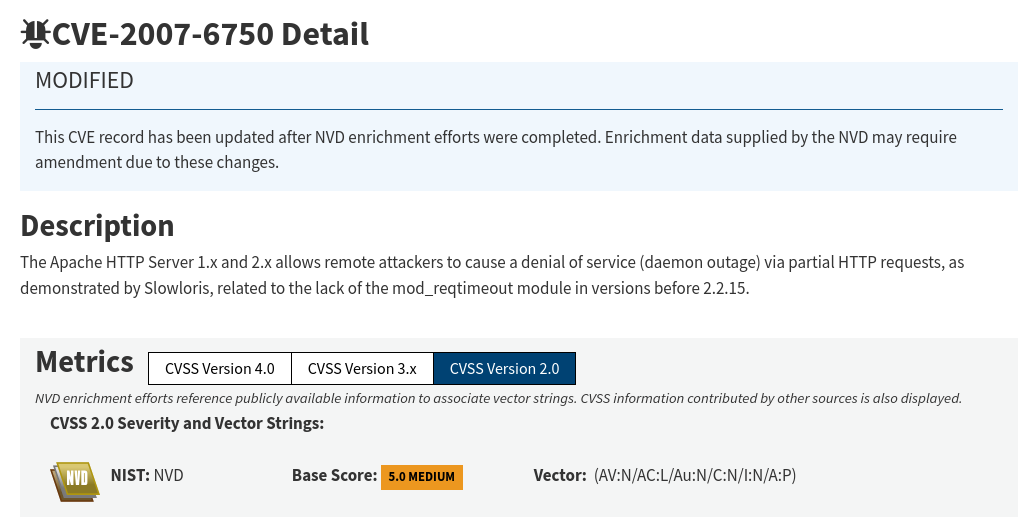 CVE-2007-6750 Detail
MODIFIED
This CVE record has been updated after NVD enrichment efforts were completed. Enrichment data supplied by the NVD may require
amendment due to these changes.
Description
The Apache HTTP Server 1.x and 2.x allows remote attackers to cause a denial of service (daemon outage) via partial HTTP requests, as
demonstrated by Slowloris, related to the lack of the mod_reqtimeout module in versions before 2.2.15.
Metrics CVSS Version 4.0 CVSS Version 3.x CVSS Version 2.0
NVD enrichment efforts reference publicly available information to associate vector strings. CVSS information contributed by other sources is also displayed.
CVSS 2.0 Severity and Vector Strings:
NVD NIST: NVD Base Score: 5.0 MEDIUM Vector: (AV:N/AC:L/Au:N/C:N/I:N/A:P)